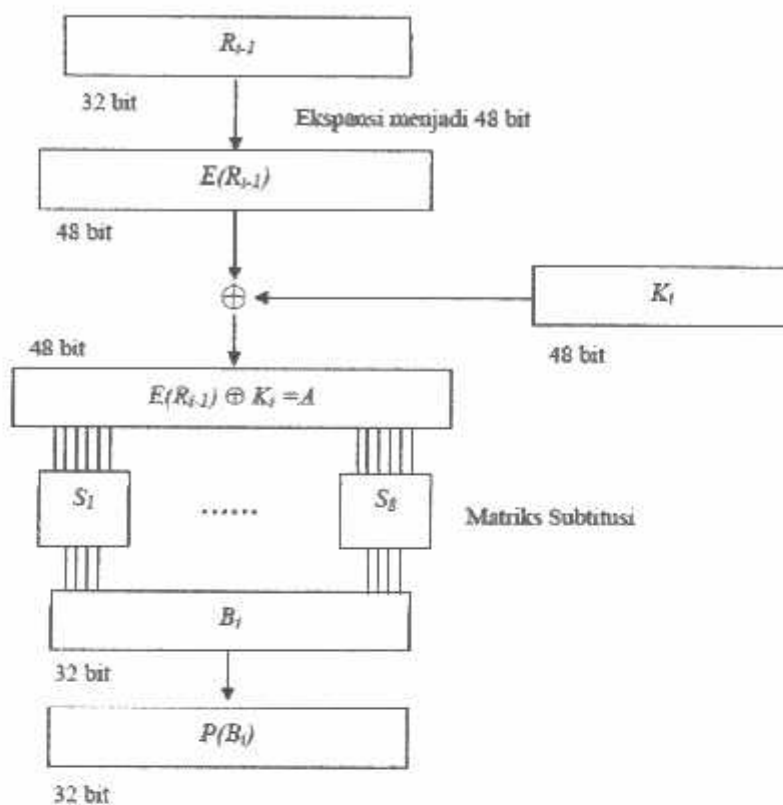 R_{i-1}
32 bit
Ekspansi menjadi 48 bit
E(R_{i-1})
48 bit
⊕
K_i
48 bit
48 bit
E(R_{i-1}) ⊕ K_i = A
S_1
......
S_8
Matriks Subtitusi
B_i
32 bit
P(B_i)
32 bit